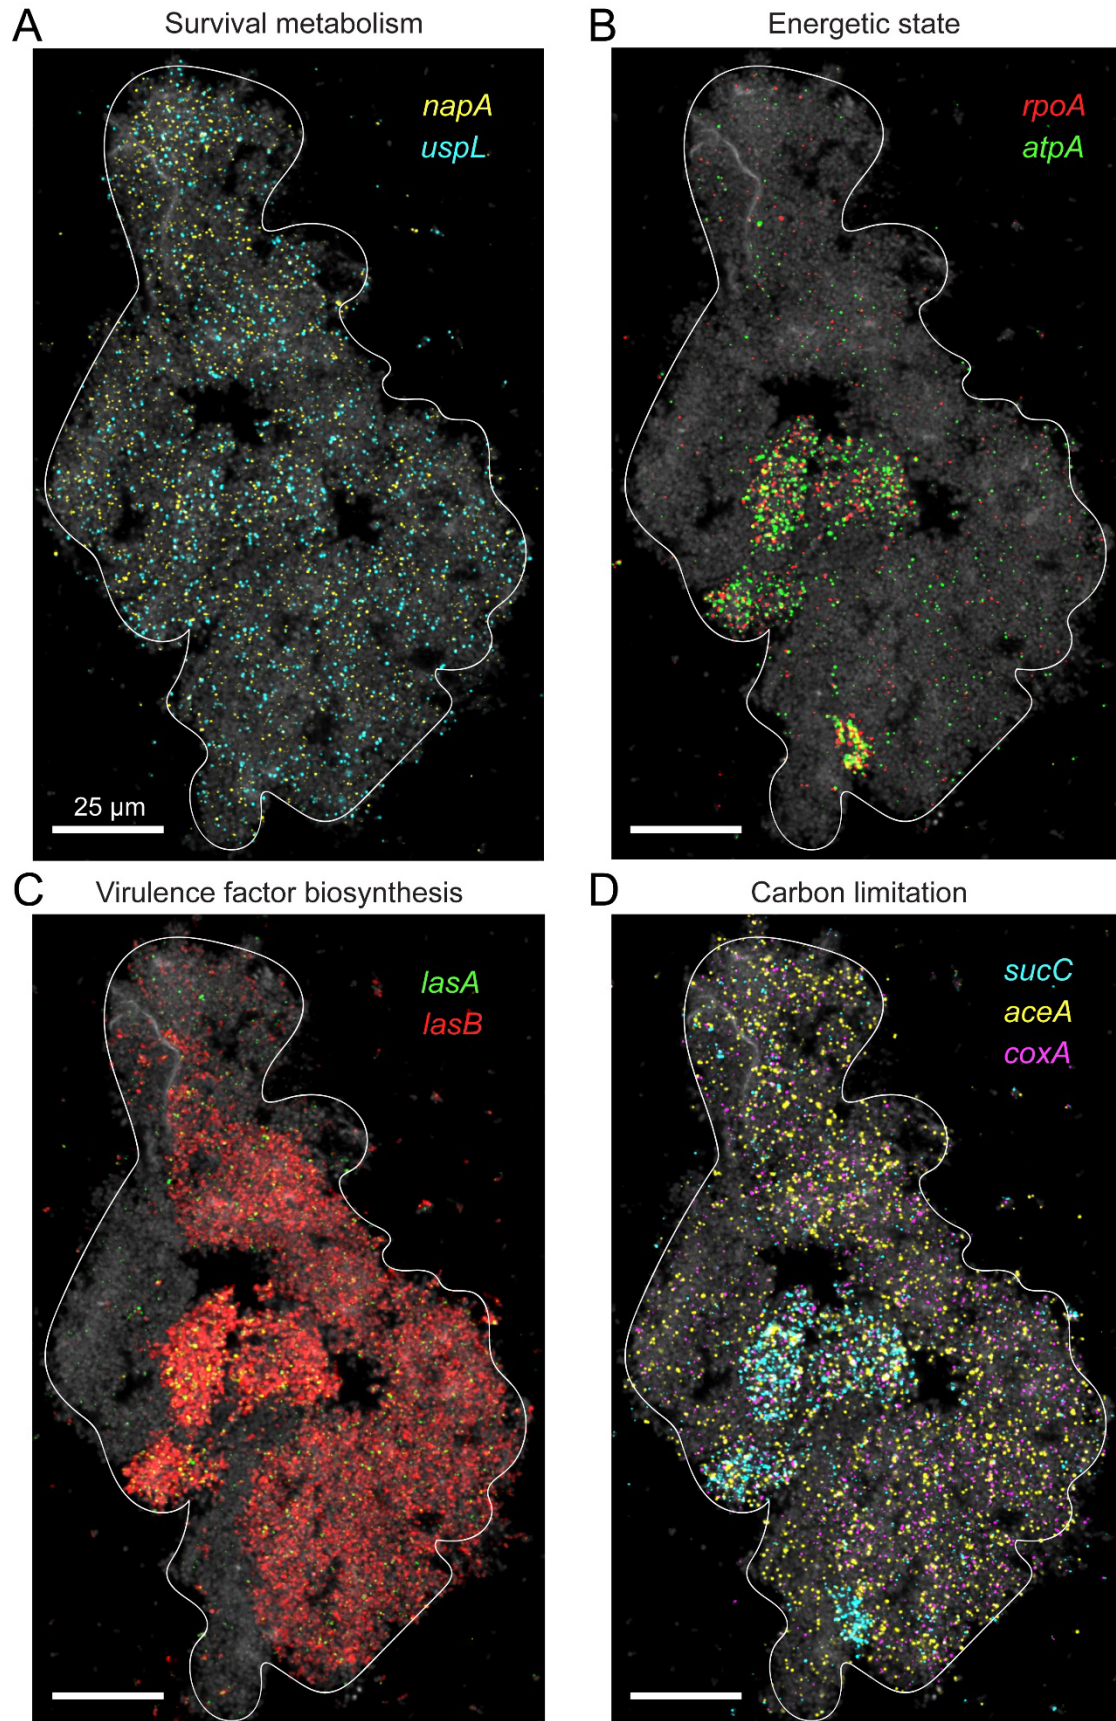 A Survival metabolism
napA
uspL
25 µm
B Energetic state
rpoA
atpA
C Virulence factor biosynthesis
lasA
lasB
D Carbon limitation
sucC
aceA
coxA